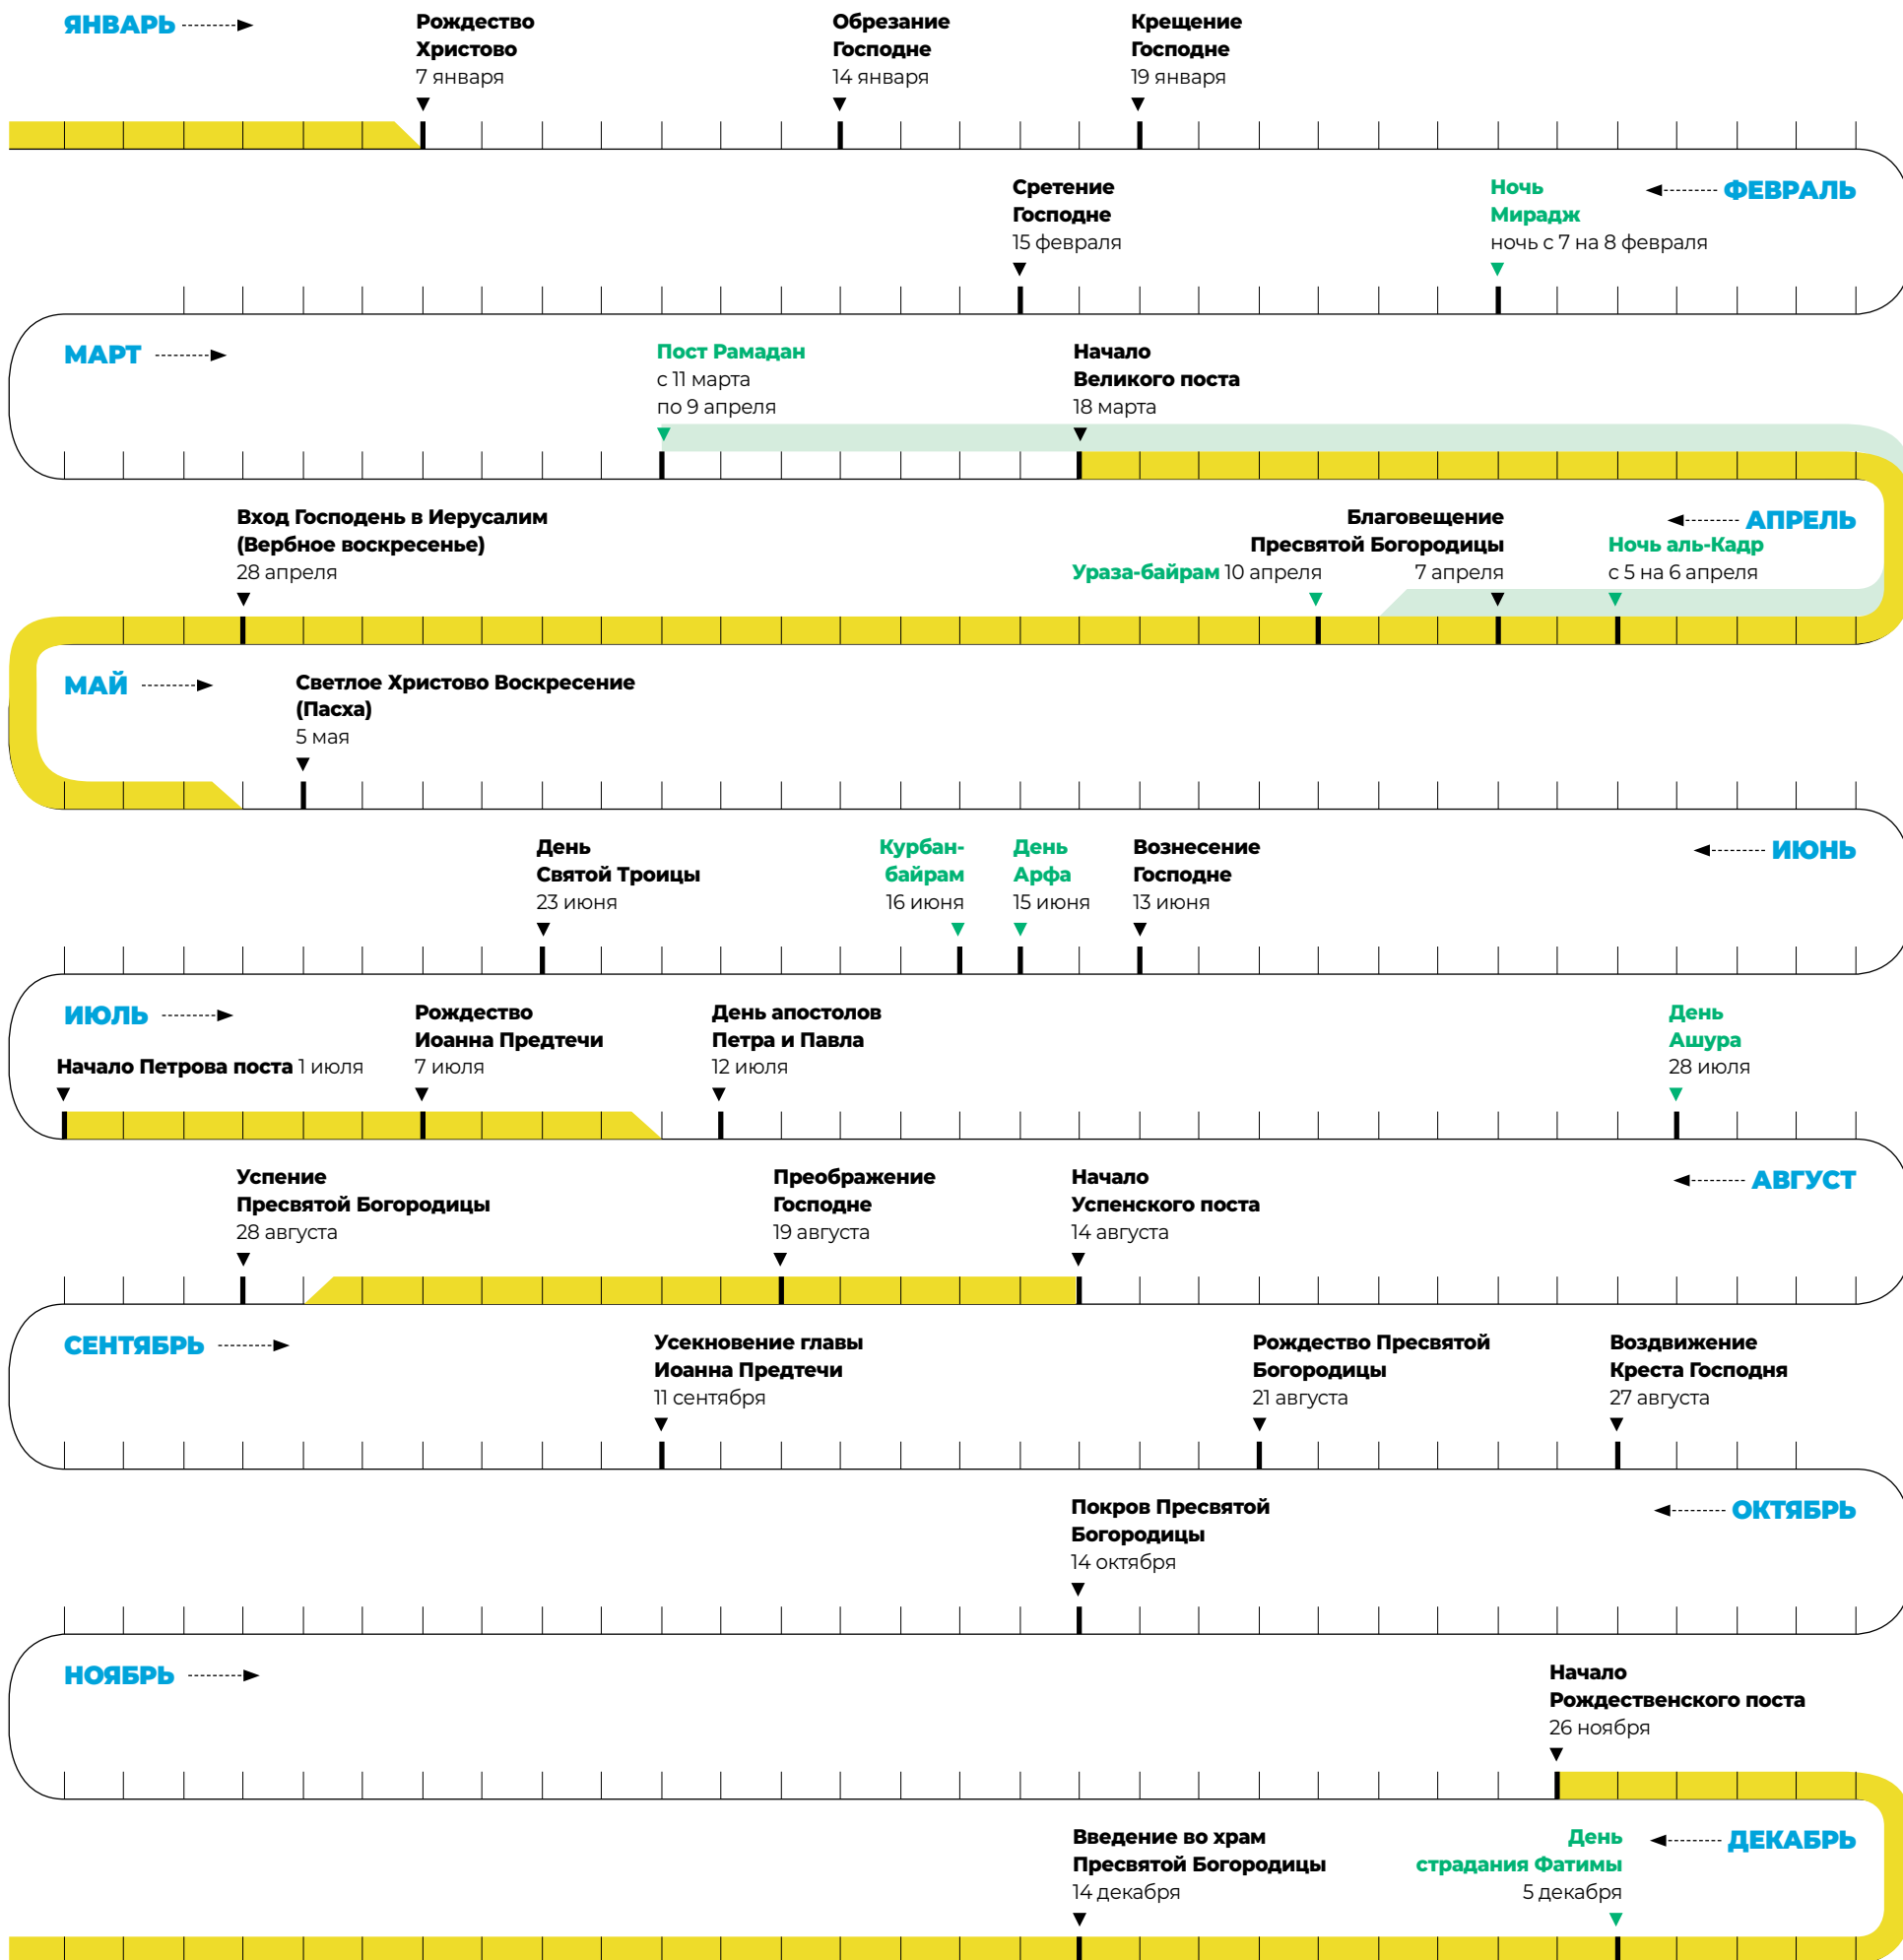 ЯНВАРЬ
Рождество
Христово
7 января
Обрезание
Господне
14 января
Крещение
Господне
19 января
ФЕВРАЛЬ
Сретение
Господне
15 февраля
Ночь
Мирадж
ночь с 7 на 8 февраля
МАРТ
Пост Рамадан
с 11 марта
по 9 апреля
Начало
Великого поста
18 марта
АПРЕЛЬ
Вход Господень в Иерусалим
(Вербное воскресенье)
28 апреля
Ураза-байрам 10 апреля
Благовещение
Пресвятой Богородицы
7 апреля
Ночь аль-Кадр
с 5 на 6 апреля
МАЙ
Светлое Христово Воскресение
(Пасха)
5 мая
ИЮНЬ
День
Святой Троицы
23 июня
Курбан-
байрам
16 июня
День
Арфа
15 июня
Вознесение
Господне
13 июня
ИЮЛЬ
Начало Петрова поста 1 июля
Рождество
Иоанна Предтечи
7 июля
День апостолов
Петра и Павла
12 июля
День
Ашура
28 июля
АВГУСТ
Успение
Пресвятой Богородицы
28 августа
Преображение
Господне
19 августа
Начало
Успенского поста
14 августа
СЕНТЯБРЬ
Усекновение главы
Иоанна Предтечи
11 сентября
Рождество Пресвятой
Богородицы
21 августа
Воздвижение
Креста Господня
27 августа
ОКТЯБРЬ
Покров Пресвятой
Богородицы
14 октября
НОЯБРЬ
Начало
Рождественского поста
26 ноября
ДЕКАБРЬ
Введение во храм
Пресвятой Богородицы
14 декабря
День
страдания Фатимы
5 декабря